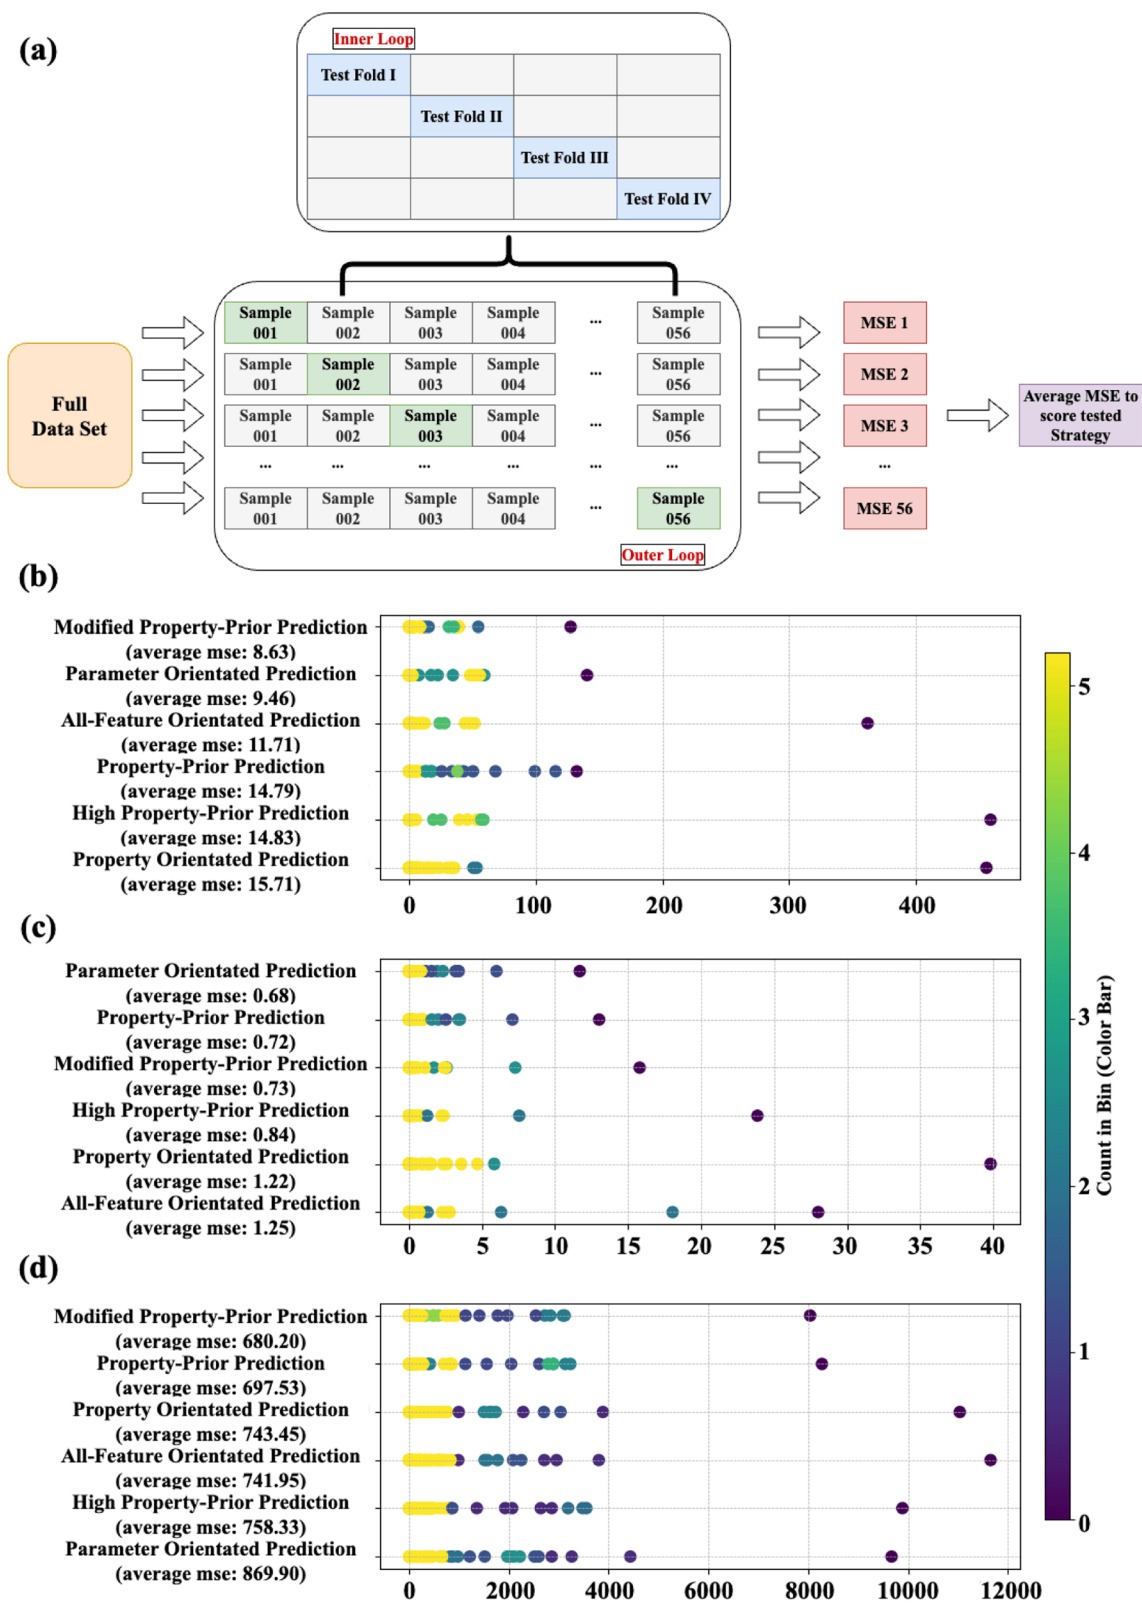 (a)
Inner Loop
Test Fold I
Test Fold II
Test Fold III
Test Fold IV
Full
Data Set
Sample Sample Sample Sample Sample
001 002 003 004 ... 056
Sample Sample Sample Sample Sample
001 002 003 004 ... 056
Sample Sample Sample Sample Sample
001 002 003 004 ... 056
... ... ... ... ... ...
Sample Sample Sample Sample Sample
001 002 003 004 ... 056
Outer Loop
MSE 1
MSE 2
MSE 3
...
MSE 56
Average MSE to
score tested
Strategy
(b)
Modified Property-Prior Prediction
(average mse: 8.63)
Parameter Orientated Prediction
(average mse: 9.46)
All-Feature Orientated Prediction
(average mse: 11.71)
Property-Prior Prediction
(average mse: 14.79)
High Property-Prior Prediction
(average mse: 14.83)
Property Orientated Prediction
(average mse: 15.71)
0 100 200 300 400
(c)
Parameter Orientated Prediction
(average mse: 0.68)
Property-Prior Prediction
(average mse: 0.72)
Modified Property-Prior Prediction
(average mse: 0.73)
High Property-Prior Prediction
(average mse: 0.84)
Property Orientated Prediction
(average mse: 1.22)
All-Feature Orientated Prediction
(average mse: 1.25)
0 5 10 15 20 25 30 35 40
(d)
Modified Property-Prior Prediction
(average mse: 680.20)
Property-Prior Prediction
(average mse: 697.53)
Property Orientated Prediction
(average mse: 743.45)
All-Feature Orientated Prediction
(average mse: 741.95)
High Property-Prior Prediction
(average mse: 758.33)
Parameter Orientated Prediction
(average mse: 869.90)
0 2000 4000 6000 8000 10000 12000
5
4
3
2
1
0
Count in Bin (Color Bar)